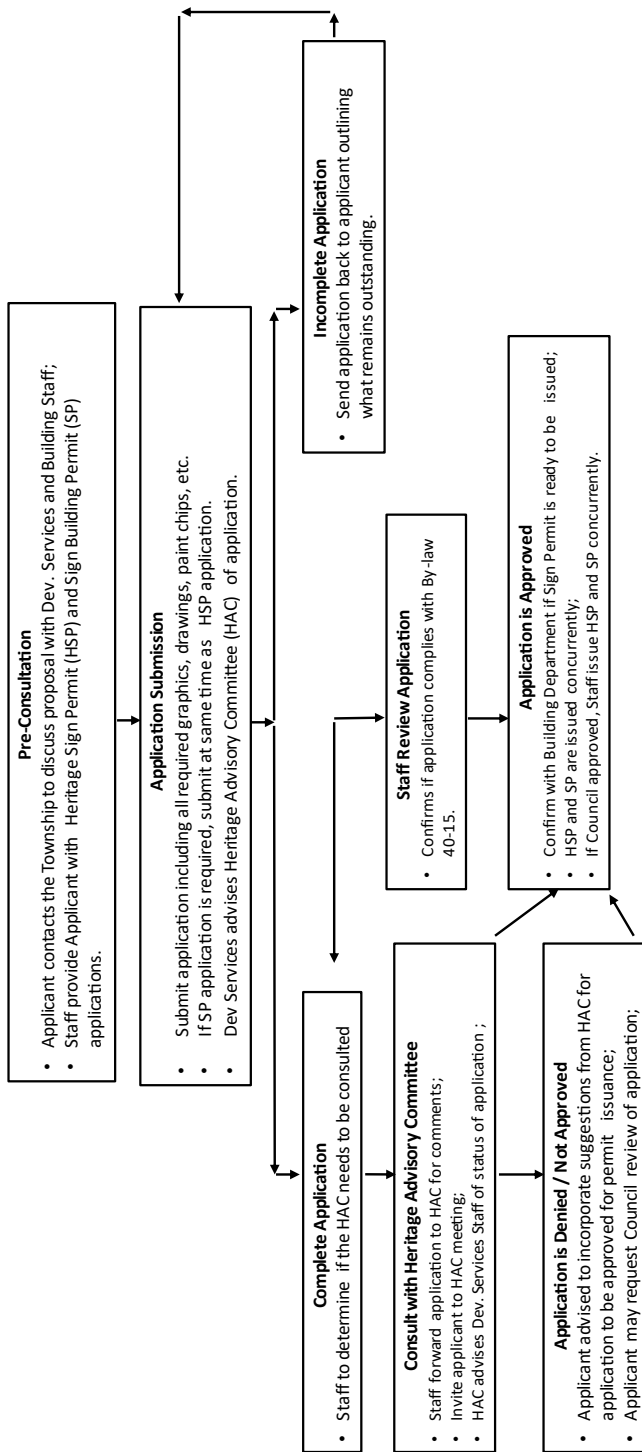 Pre-Consultation
• Applicant contacts the Township to discuss proposal with Dev. Services and Building Staff;
• Staff provide Applicant with Heritage Sign Permit (HSP) and Sign Building Permit (SP)
applications.
Application Submission
• Submit application including all required graphics, drawings, paint chips, etc.
• If SP application is required, submit at same time as HSP application.
• Dev Services advises Heritage Advisory Committee (HAC) of application.
Complete Application
• Staff to determine if the HAC needs to be consulted
Incomplete Application
• Send application back to applicant outlining
what remains outstanding.
Consult with Heritage Advisory Committee
• Staff forward application to HAC for comments;
• Invite applicant to HAC meeting;
• HAC advises Dev. Services Staff of status of application ;
Staff Review Application
• Confirms if application complies with By-law
40-15.
Application is Denied / Not Approved
• Applicant advised to incorporate suggestions from HAC for
application to be approved for permit issuance;
• Applicant may request Council review of application;
Application is Approved
• Confirm with Building Department if Sign Permit is ready to be issued;
• HSP and SP are issued concurrently;
• If Council approved, Staff issue HSP and SP concurrently.